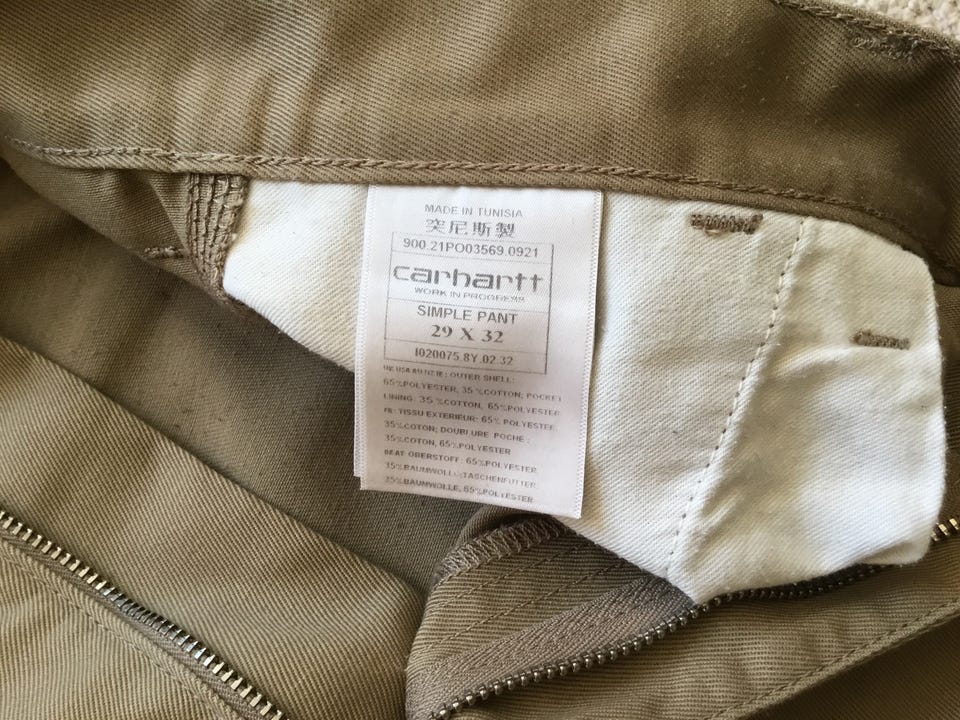 MADE IN TUNISIA
突尼斯製
900.21PO03569.0921
carhartt
WORK IN PROGRESS
SIMPLE PANT
29 X 32
I020075.8Y.02.32
OUTER SHELL:
65%POLYESTER, 35%COTTON; POCKET
LINING: 35%COTTON, 65%POLYESTER
FR: TISSU EXTERIEUR: 65% POLYESTER,
35%COTON; DOUBLURE POCHE:
35%COTON, 65%POLYESTER
DE/AT OBERSTOFF: 65%POLYESTER
35%BAUMWOLLE; TASCHENFUTTER
35%BAUMWOLLE, 65%POLYESTER